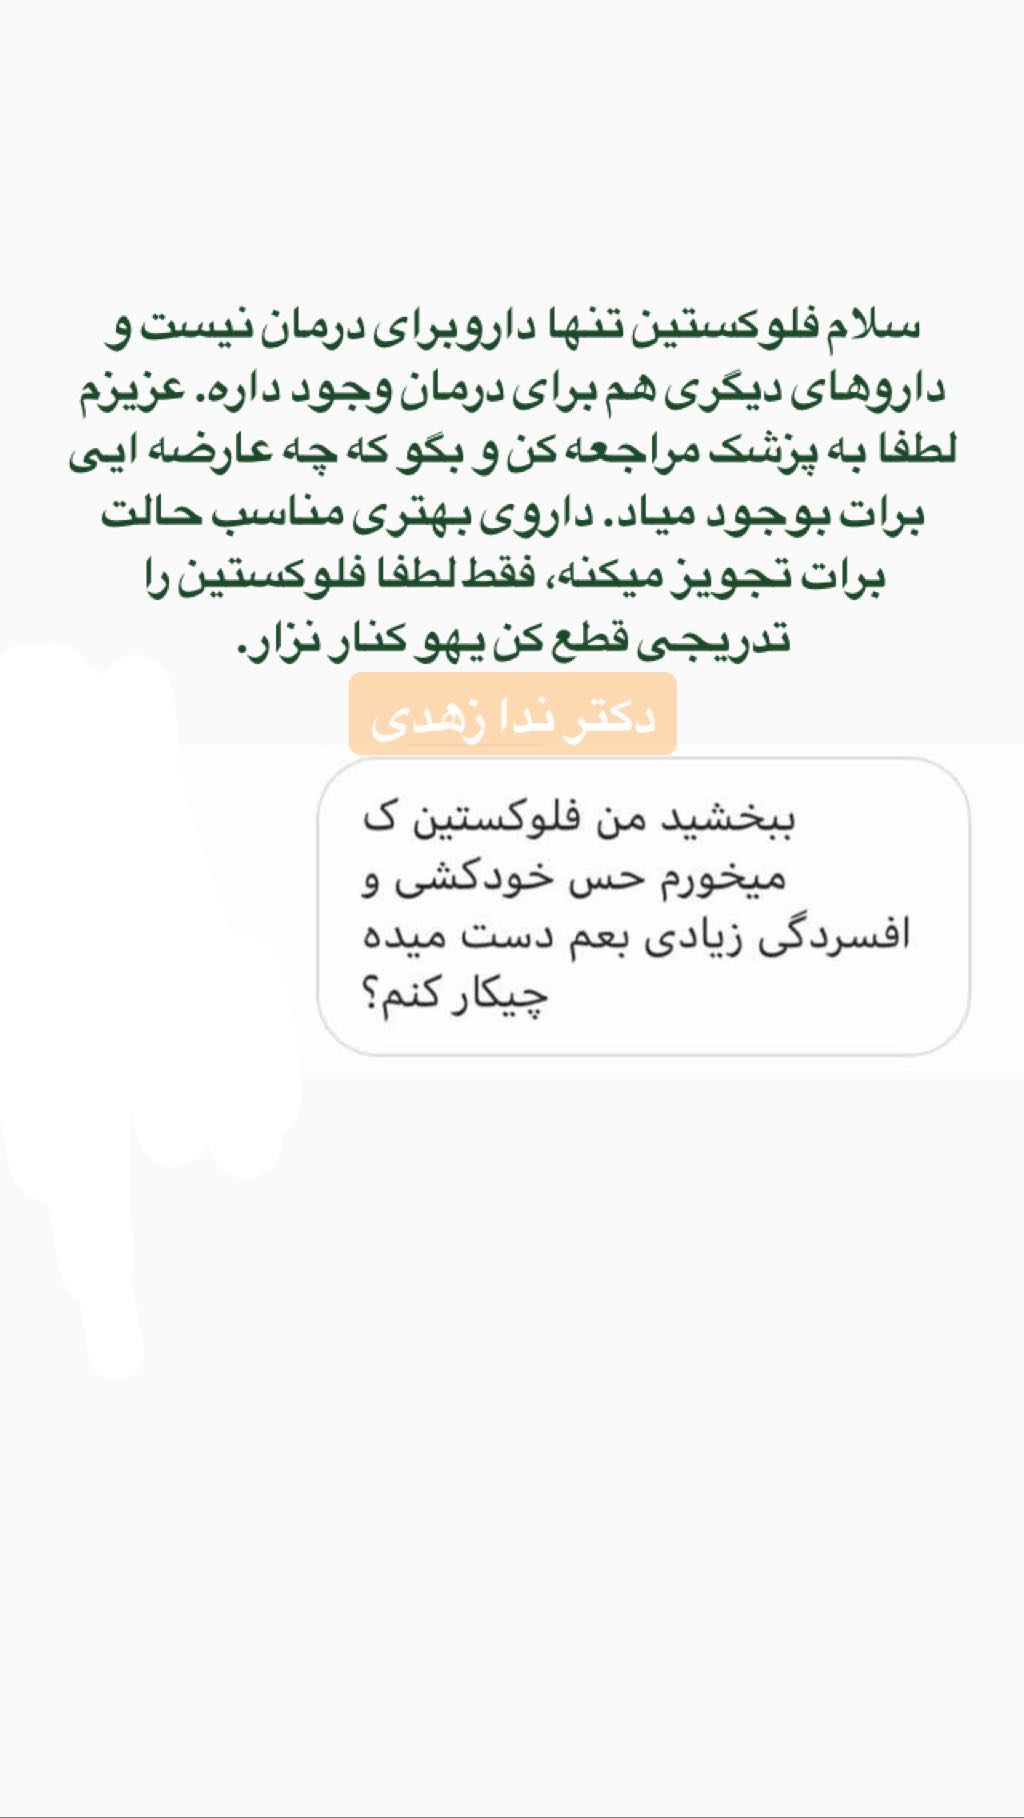 سلام فلوکستین تنها داروبرای درمان نیست و
داروهای دیگری هم برای درمان وجود داره. عزیزم
لطفا به پزشک مراجعه کن و بگو که چه عارضه ایی
برات بوجود میاد. داروی بهتری مناسب حالت
برات تجویز میکنه، فقط لطفا فلوکستین را
تدریجی قطع کن یهو کنار نزار.
دکتر ندا زهدی
ببخشید من فلوکستین ک
میخورم حس خودکشی و
افسردگی زیادی بعم دست میده
چیکار کنم؟